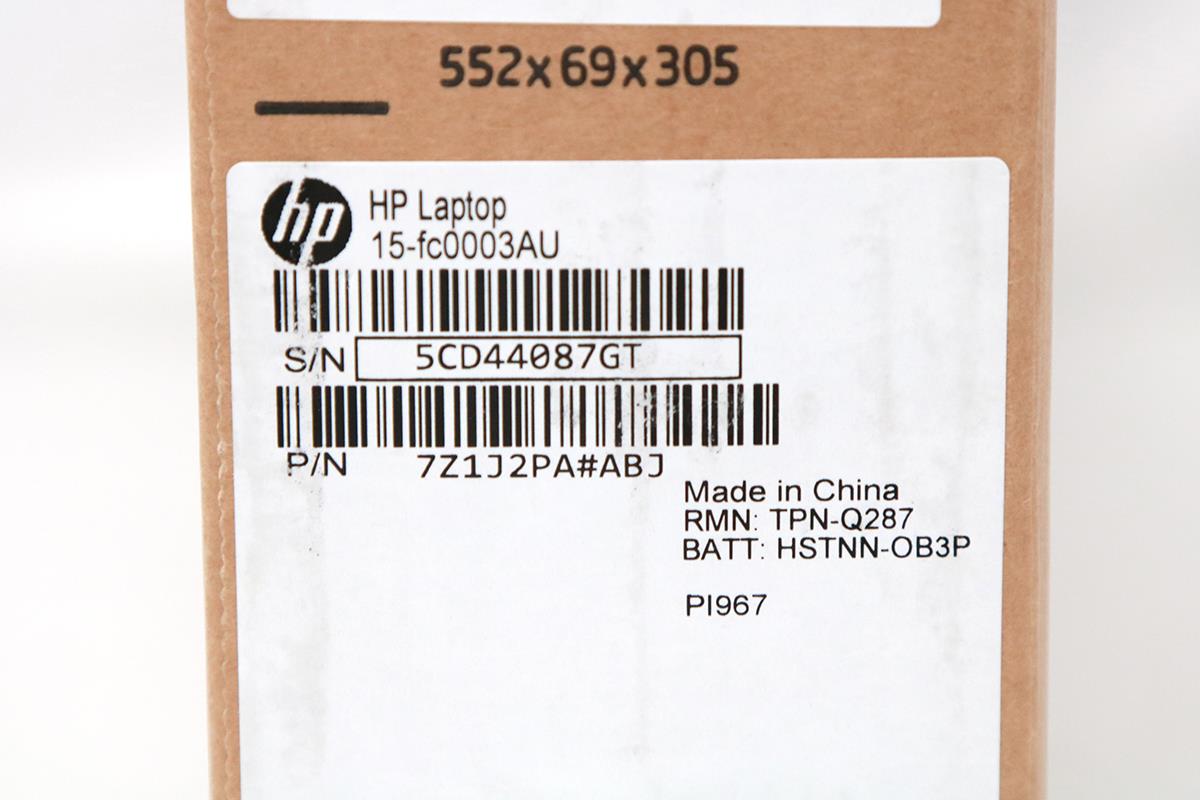 552x69x305
hp
HP Laptop
15-fc0003AU
S/N 5CD44087GT
P/N 7Z1J2PA#ABJ
Made in China
RMN: TPN-Q287
BATT: HSTNN-OB3P
PI967